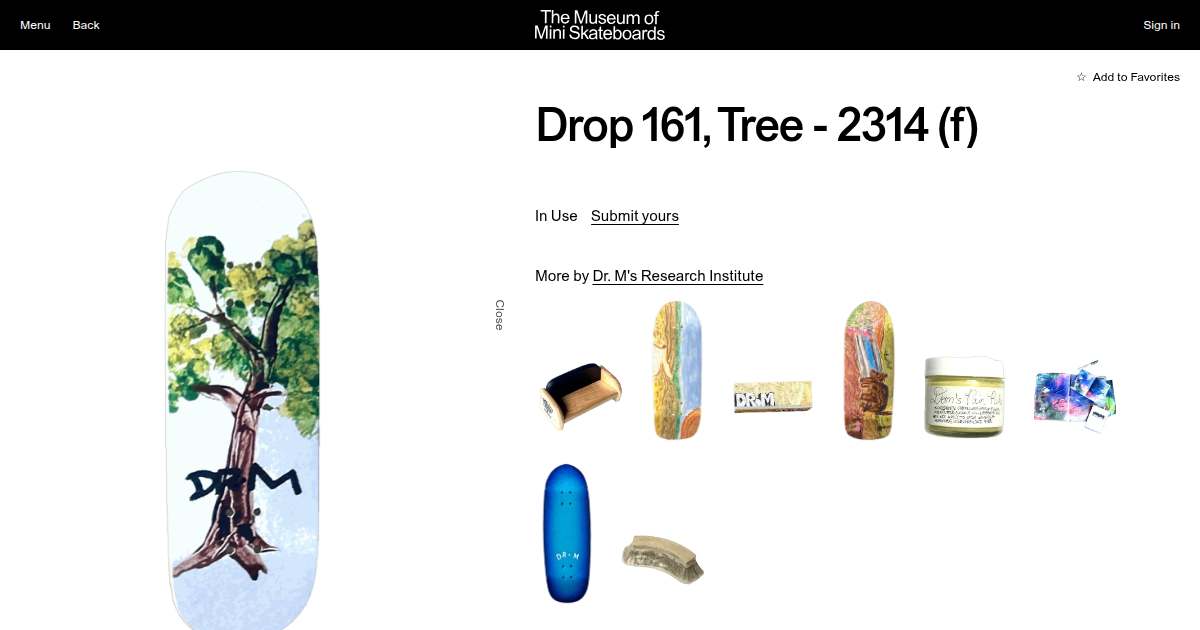 Menu
Back
The Museum of
Mini Skateboards
Sign in
☆ Add to Favorites
Drop 161, Tree - 2314 (f)
In Use Submit yours
More by Dr. M's Research Institute
Close
DR.M
DR·M
DR·M